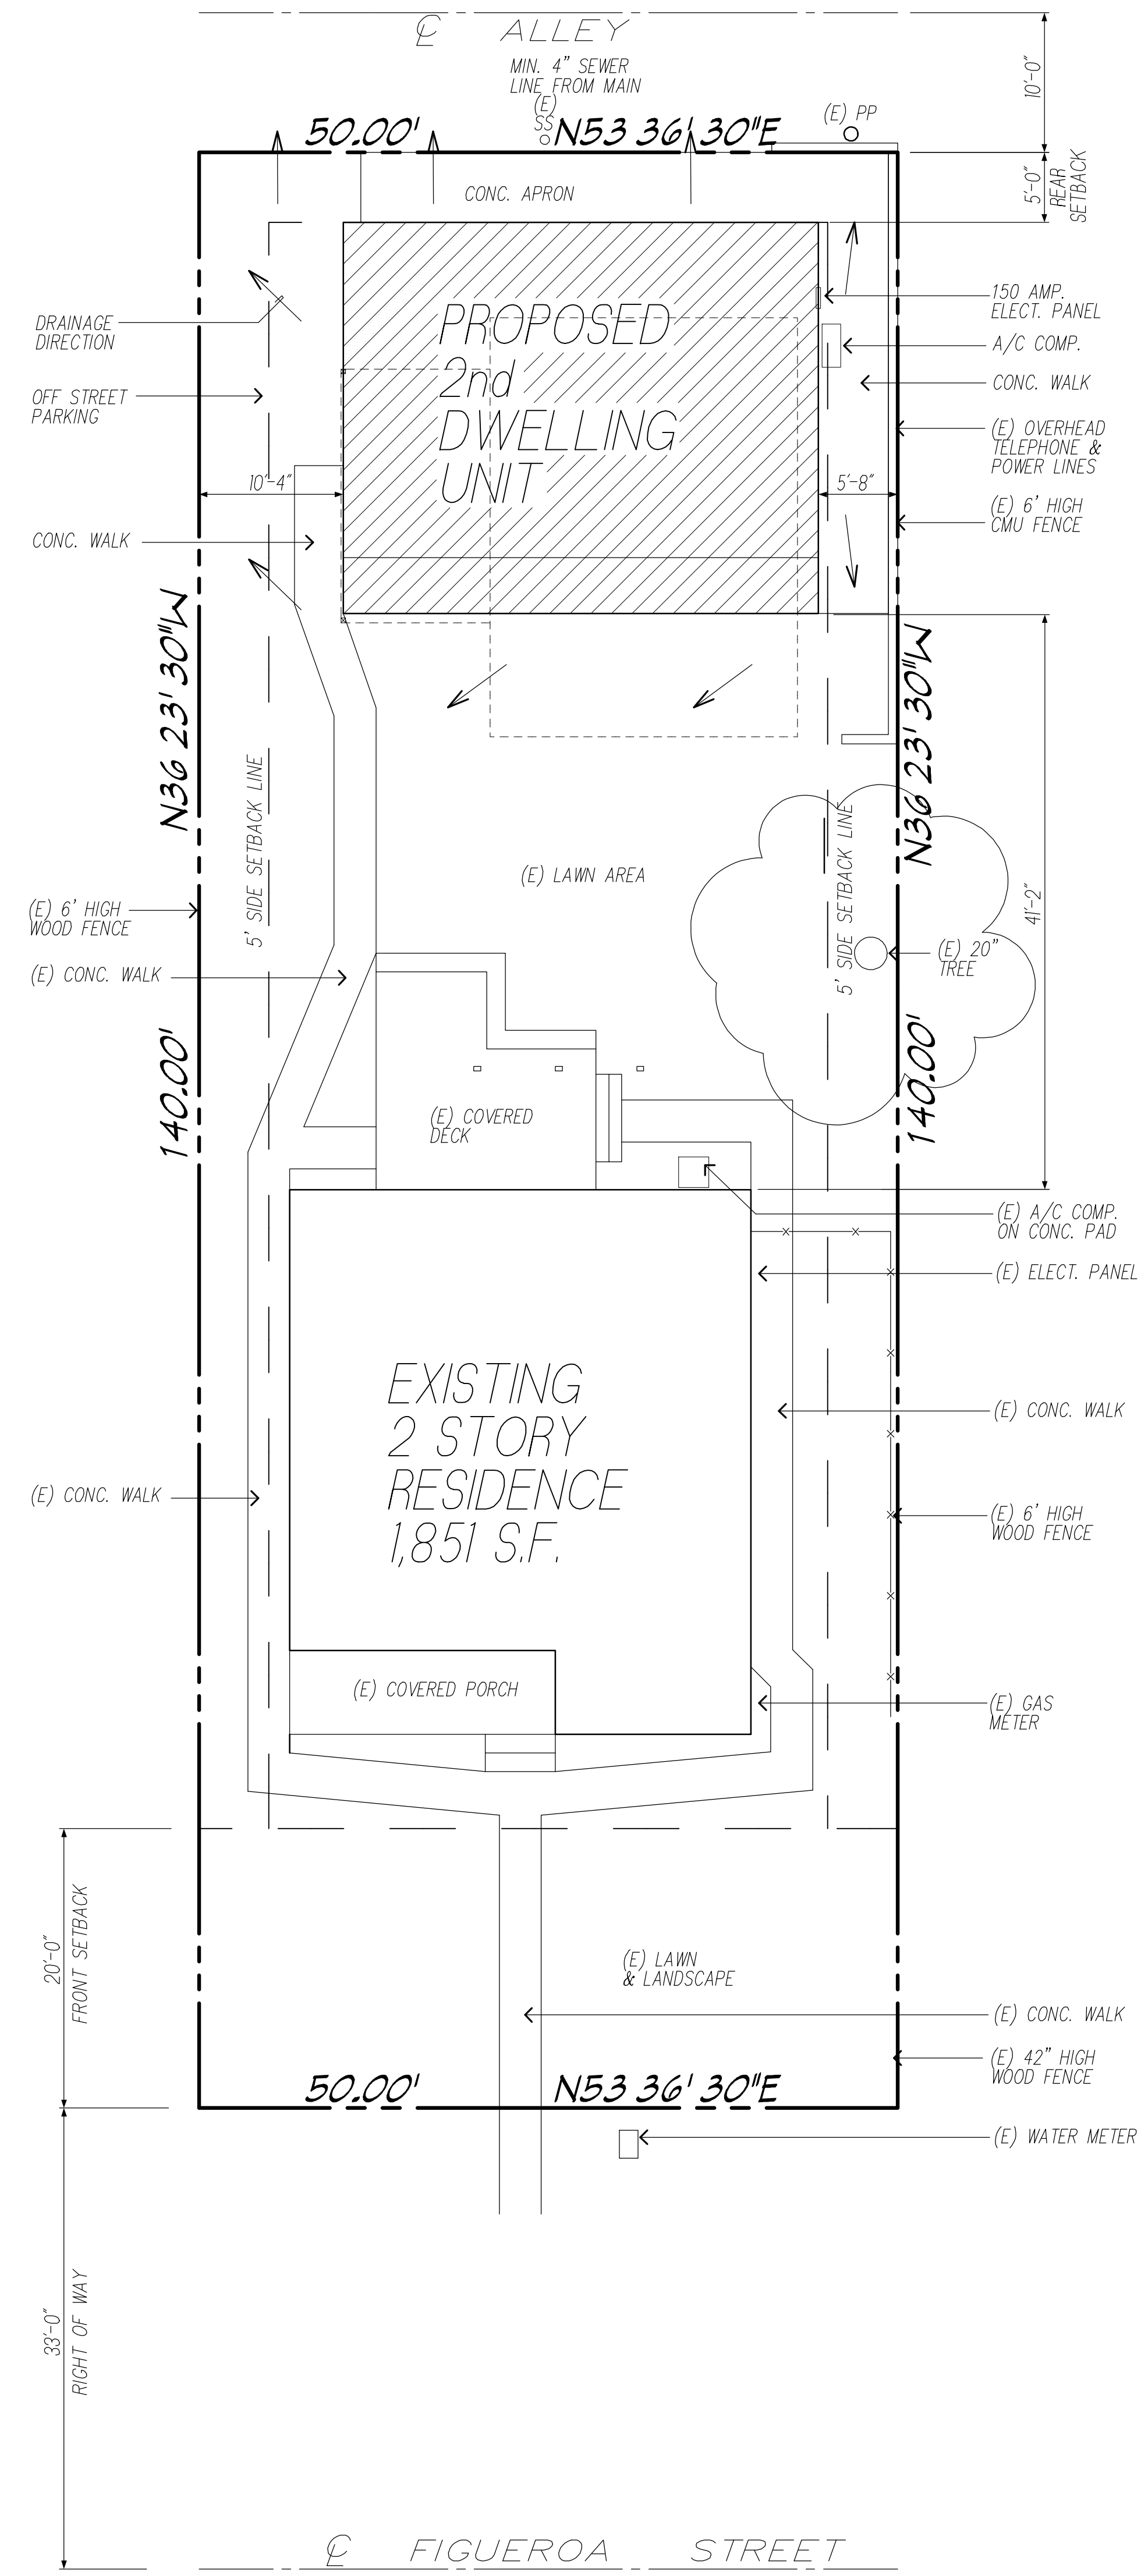 ℄ ALLEY
MIN. 4" SEWER
LINE FROM MAIN
(E)
SS
(E) PP
10'-0"
50.00'
N53 36' 30"E
5'-0"
REAR
SETBACK
CONC. APRON
150 AMP.
ELECT. PANEL
A/C COMP.
CONC. WALK
(E) OVERHEAD
TELEPHONE &
POWER LINES
(E) 6' HIGH
CMU FENCE
DRAINAGE
DIRECTION
OFF STREET
PARKING
CONC. WALK
10'-4"
5'-8"
PROPOSED
2nd
DWELLING
UNIT
N36 23' 30"W
140.00'
N36 23' 30"W
140.00'
5' SIDE SETBACK LINE
5' SIDE SETBACK LINE
41'-2"
(E) LAWN AREA
(E) 6' HIGH
WOOD FENCE
(E) CONC. WALK
(E) 20"
TREE
(E) COVERED
DECK
(E) A/C COMP.
ON CONC. PAD
(E) ELECT. PANEL
(E) CONC. WALK
EXISTING
2 STORY
RESIDENCE
1,851 S.F.
(E) CONC. WALK
(E) 6' HIGH
WOOD FENCE
(E) COVERED PORCH
(E) GAS
METER
20'-0"
FRONT SETBACK
(E) LAWN
& LANDSCAPE
(E) CONC. WALK
(E) 42" HIGH
WOOD FENCE
50.00'
N53 36' 30"E
(E) WATER METER
33'-0"
RIGHT OF WAY
℄ FIGUEROA STREET